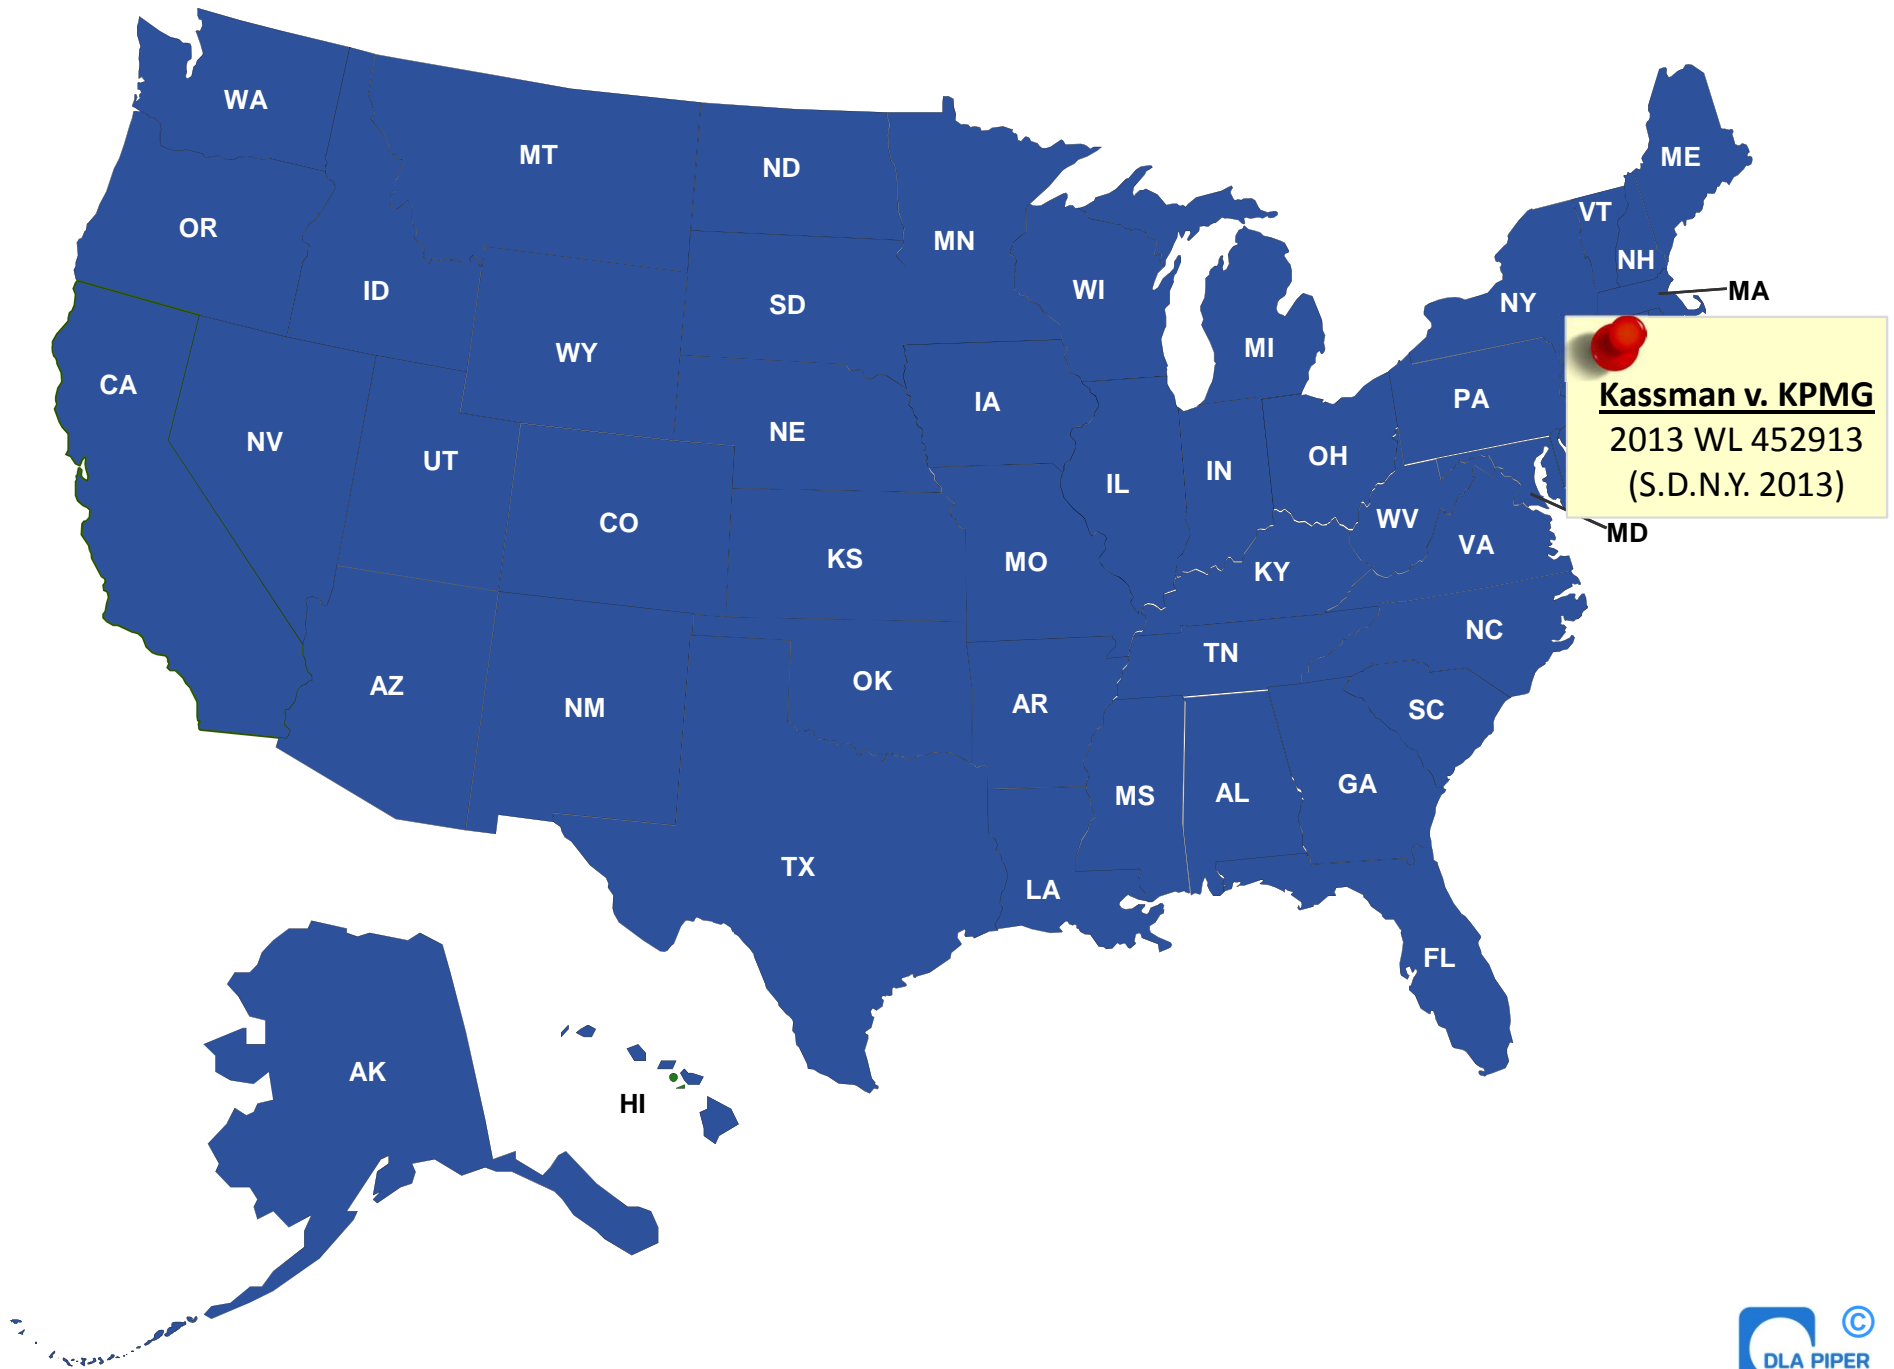 WA
MT
ND
ME
VT
OR
MN
NH
ID
SD
WI
NY
MA
WY
MI
CA
IA
PA
Kassman v. KPMG
2013 WL 452913
(S.D.N.Y. 2013)
NV
NE
UT
OH
IN
IL
CO
WV
MD
KS
MO
VA
KY
NC
TN
AZ
OK
NM
AR
SC
GA
MS
AL
TX
LA
FL
AK
HI
©
DLA PIPER